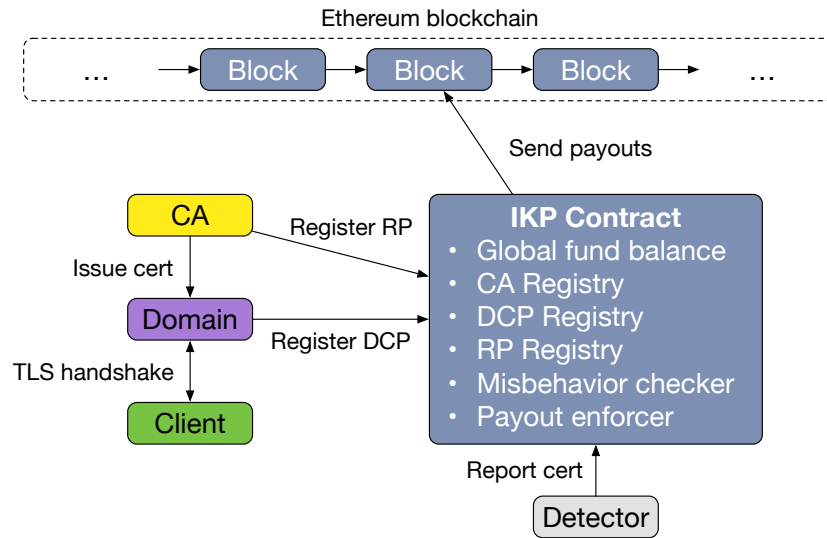 Ethereum blockchain
...
Block
Block
Block
...
Send payouts
CA
Register RP
Issue cert
Domain
Register DCP
TLS handshake
Client
IKP Contract
• Global fund balance
• CA Registry
• DCP Registry
• RP Registry
• Misbehavior checker
• Payout enforcer
Report cert
Detector